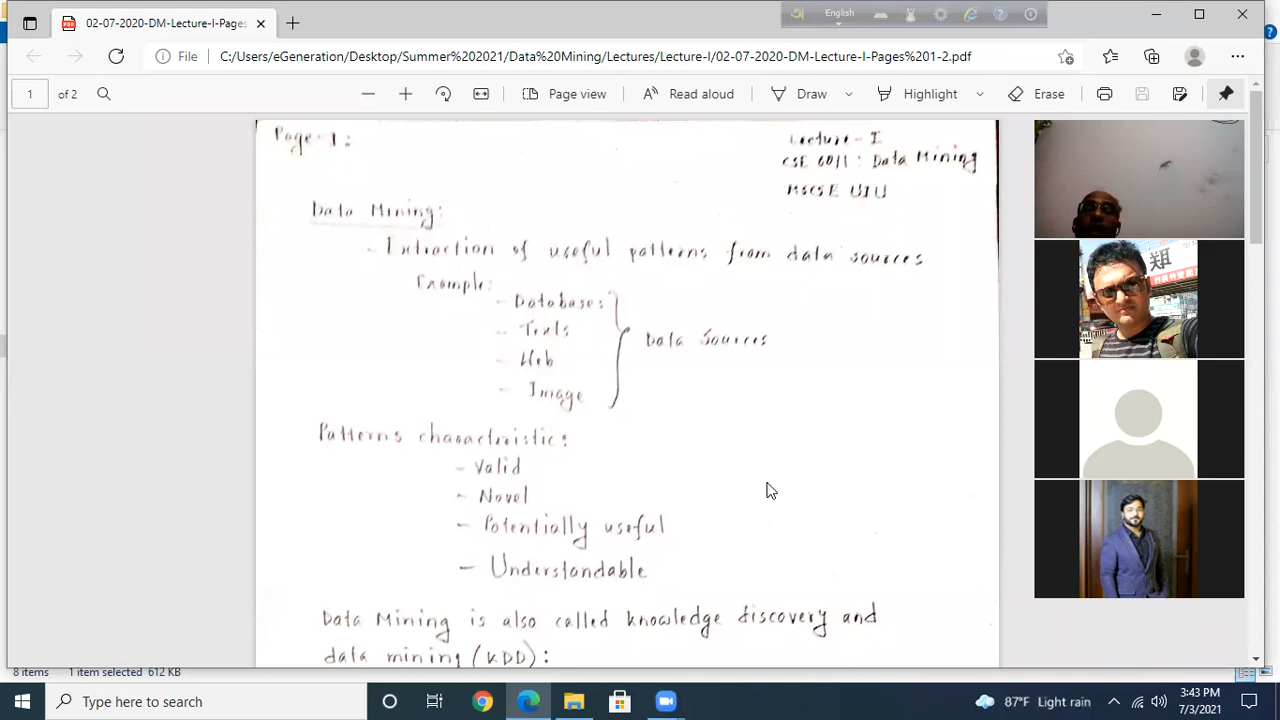 02-07-2020-DM-Lecture-I-Pages
English
File
C:/Users/eGeneration/Desktop/Summer%202021/Data%20Mining/Lectures/Lecture-I/02-07-2020-DM-Lecture-I-Pages%201-2.pdf
1 of 2
Page view
Read aloud
Draw
Highlight
Erase
Page-1:
Lecture-I
CSE 6011: Data Mining
MSCSE UIU
Data Mining:
- Extraction of useful patterns from data sources
Example:
- Databases
- Texts
- Web
- Image
Data Sources
Patterns characteristic:
- Valid
- Novel
- Potentially useful
- Understandable
Data Mining is also called knowledge discovery and
data mining (KDD):
8 items
1 item selected 612 KB
Type here to search
87°F Light rain
3:43 PM
7/3/2021